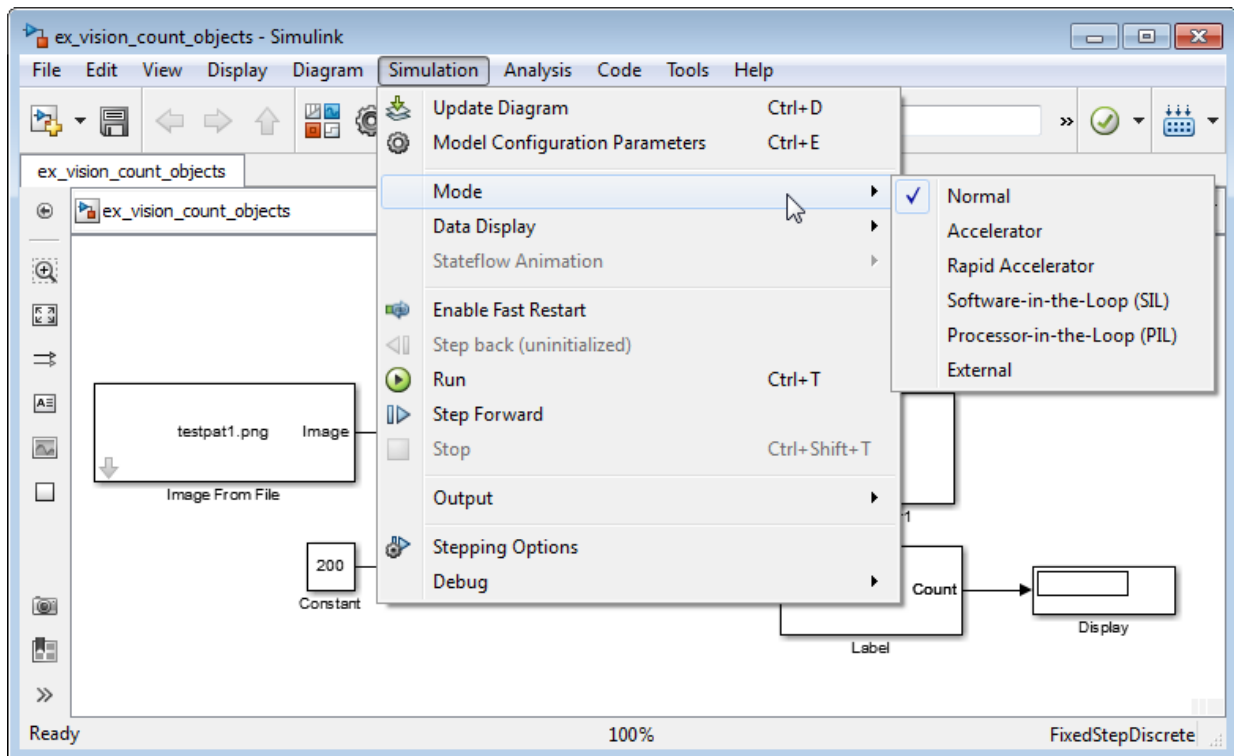 ex_vision_count_objects - Simulink
File Edit View Display Diagram Simulation Analysis Code Tools Help
ex_vision_count_objects
ex_vision_count_objects
Update Diagram Ctrl+D
Model Configuration Parameters Ctrl+E
Mode
Data Display
Stateflow Animation
Enable Fast Restart
Step back (uninitialized)
Run Ctrl+T
Step Forward
Stop Ctrl+Shift+T
Output
Stepping Options
Debug
Normal
Accelerator
Rapid Accelerator
Software-in-the-Loop (SIL)
Processor-in-the-Loop (PIL)
External
testpat1.png Image
Image From File
200
Constant
Count
Label
Display
Ready 100% FixedStepDiscrete